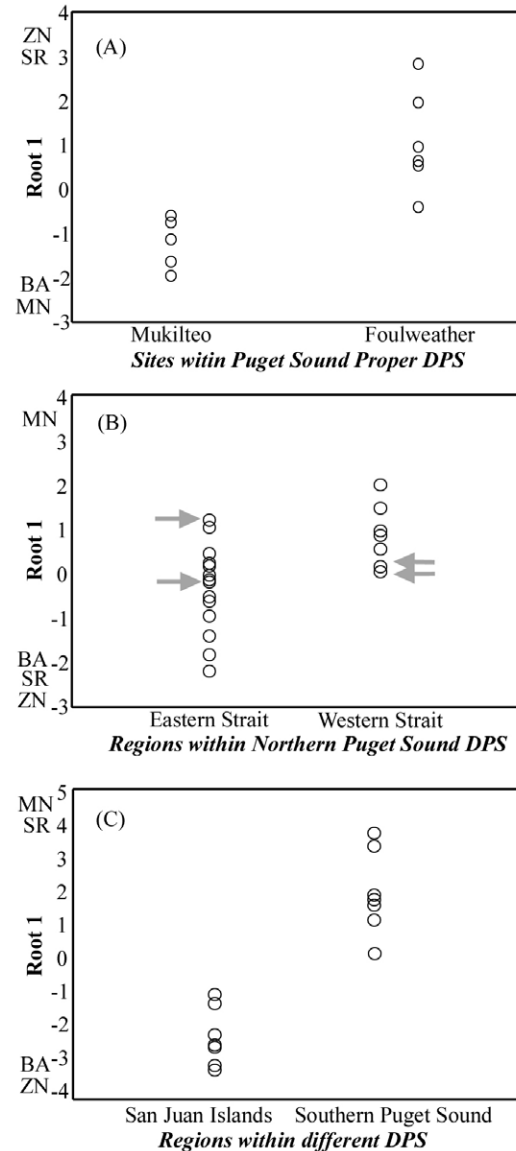 4
ZN
SR
3
(A)
2
1
Root 1
0
-1
BA
-2
MN
-3
Mukilteo Foulweather
Sites witin Puget Sound Proper DPS
4
MN
(B)
3
2
1
Root 1
0
-1
BA
-2
SR
ZN
-3
Eastern Strait Western Strait
Regions within Northern Puget Sound DPS
5
MN
SR
4
(C)
3
2
1
Root 1
0
-1
-2
BA
-3
ZN
-4
San Juan Islands Southern Puget Sound
Regions within different DPS